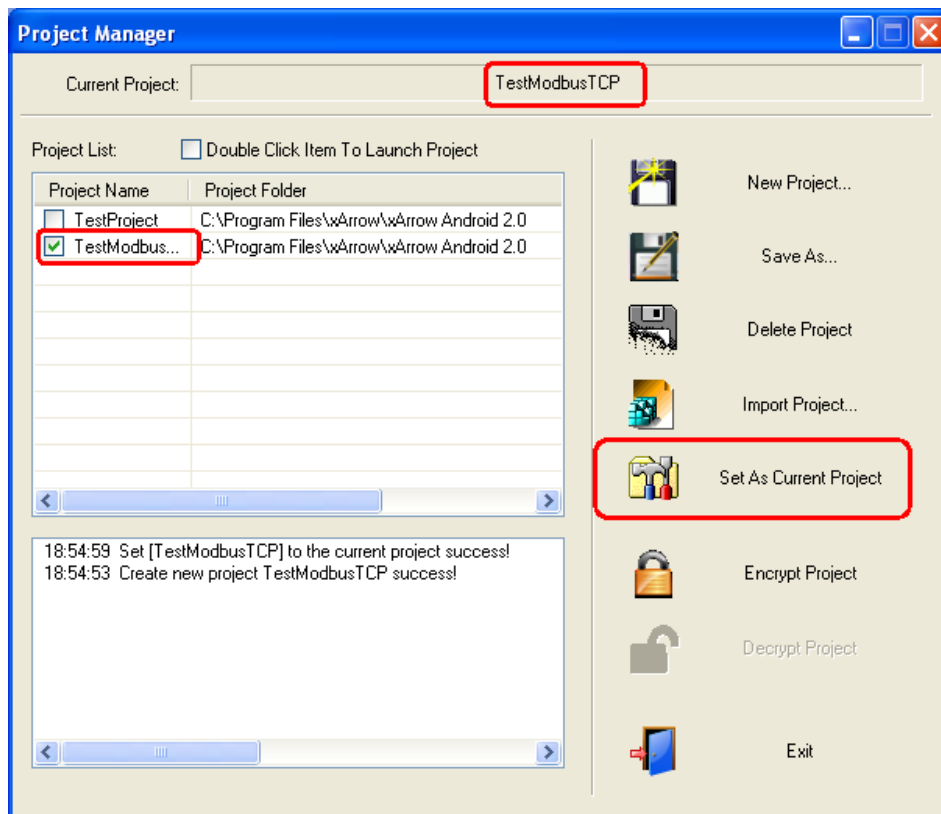 Project Manager
Current Project: TestModbusTCP
Project List: Double Click Item To Launch Project
Project Name Project Folder
TestProject C:\Program Files\xArrow\xArrow Android 2.0
TestModbus... C:\Program Files\xArrow\xArrow Android 2.0
18:54:59 Set [TestModbusTCP] to the current project success!
18:54:53 Create new project TestModbusTCP success!
New Project...
Save As...
Delete Project
Import Project...
Set As Current Project
Encrypt Project
Decrypt Project
Exit